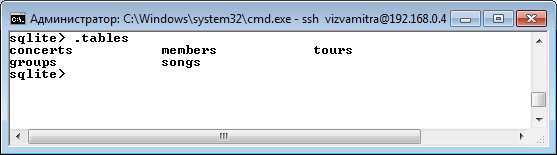 Администратор: C:\Windows\system32\cmd.exe - ssh vizvamitra@192.168.0.4
sqlite> .tables
concerts members tours
groups songs
sqlite>